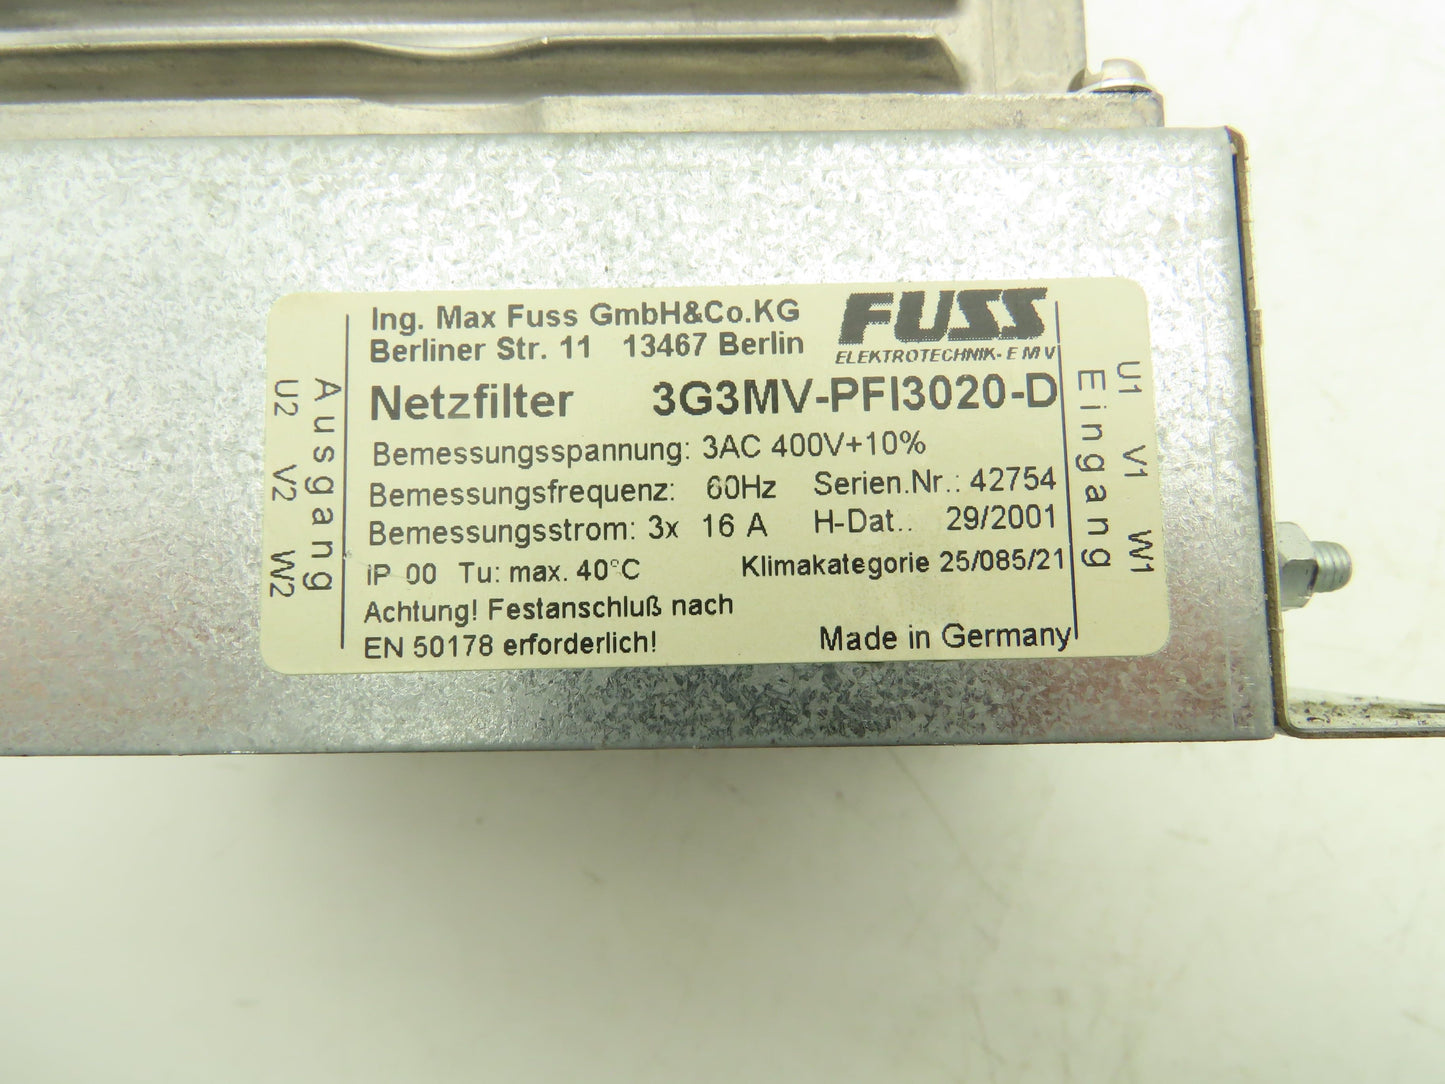 Ing. Max Fuss GmbH&Co.KG
Berliner Str. 11 13467 Berlin
FUSS
ELEKTROTECHNIK-EMV
Netzfilter 3G3MV-PFI3020-D
Bemessungsspannung: 3AC 400V+10%
Bemessungsfrequenz: 60Hz Serien.Nr.: 42754
Bemessungsstrom: 3x 16 A H-Dat.. 29/2001
iP 00 Tu: max. 40°C Klimakategorie 25/085/21
Achtung! Festanschluß nach
EN 50178 erforderlich!
Made in Germany
Ausgang
U2 V2 W2
U1 V1 W1
Eingang